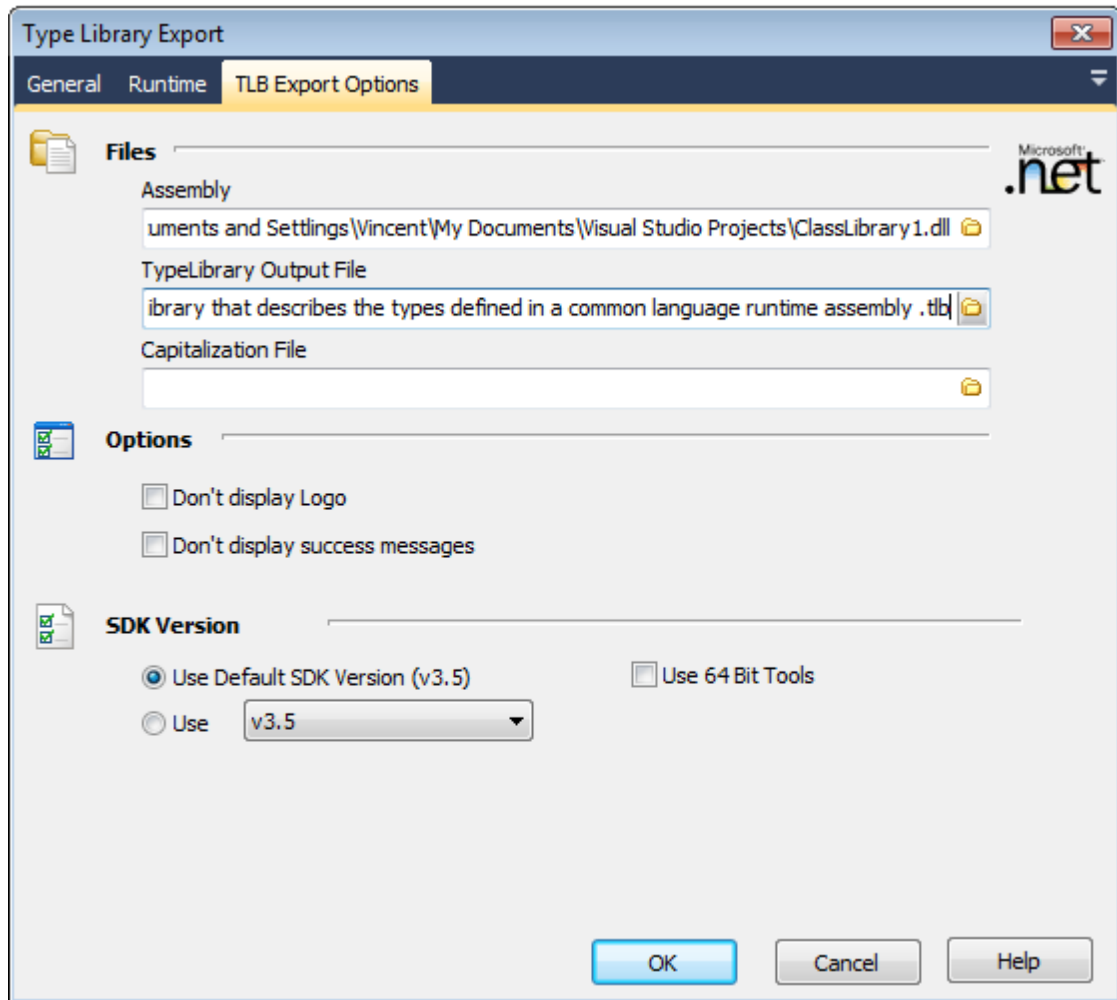 Type Library Export
General Runtime TLB Export Options
Files
Microsoft
.net
Assembly
uments and Settlings\Vincent\My Documents\Visual Studio Projects\ClassLibrary1.dll
TypeLibrary Output File
ibrary that describes the types defined in a common language runtime assembly .tlb
Capitalization File
Options
Don't display Logo
Don't display success messages
SDK Version
Use Default SDK Version (v3.5) Use 64 Bit Tools
Use v3.5
OK Cancel Help